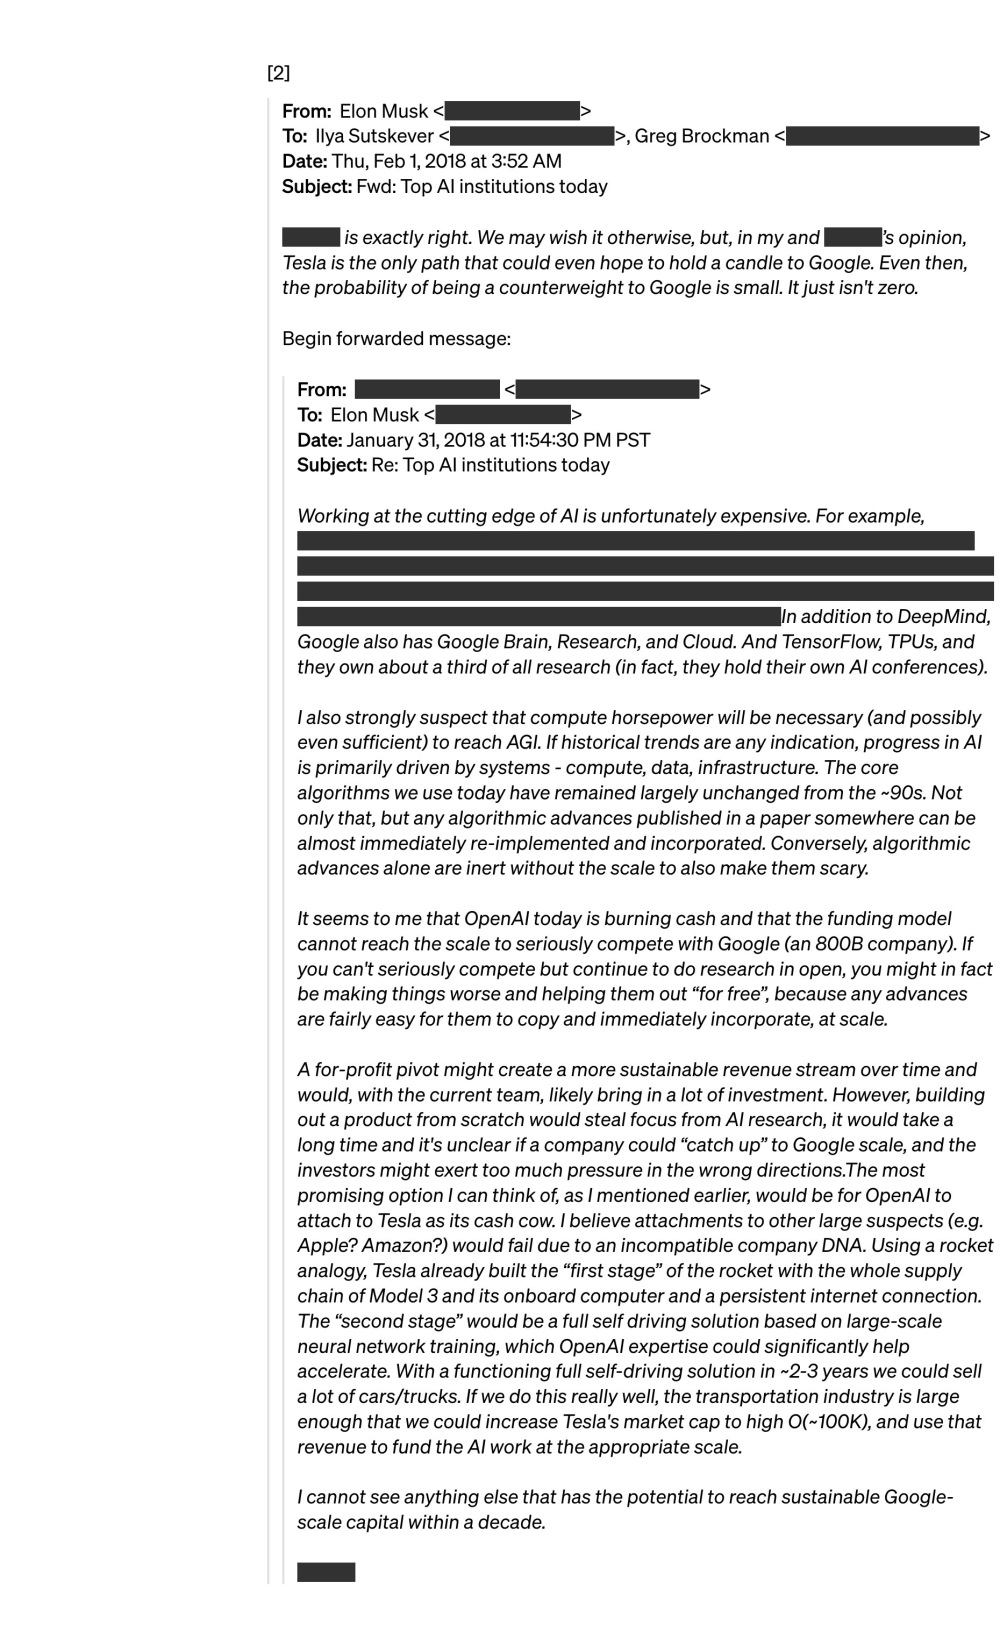 [2]
From: Elon Musk < >
To: Ilya Sutskever < >, Greg Brockman < >
Date: Thu, Feb 1, 2018 at 3:52 AM
Subject: Fwd: Top AI institutions today
is exactly right. We may wish it otherwise, but, in my and 's opinion,
Tesla is the only path that could even hope to hold a candle to Google. Even then,
the probability of being a counterweight to Google is small. It just isn't zero.
Begin forwarded message:
From: < >
To: Elon Musk < >
Date: January 31, 2018 at 11:54:30 PM PST
Subject: Re: Top AI institutions today
Working at the cutting edge of AI is unfortunately expensive. For example,
In addition to DeepMind,
Google also has Google Brain, Research, and Cloud. And TensorFlow, TPUs, and
they own about a third of all research (in fact, they hold their own AI conferences).
I also strongly suspect that compute horsepower will be necessary (and possibly
even sufficient) to reach AGI. If historical trends are any indication, progress in AI
is primarily driven by systems - compute, data, infrastructure. The core
algorithms we use today have remained largely unchanged from the ~90s. Not
only that, but any algorithmic advances published in a paper somewhere can be
almost immediately re-implemented and incorporated. Conversely, algorithmic
advances alone are inert without the scale to also make them scary.
It seems to me that OpenAI today is burning cash and that the funding model
cannot reach the scale to seriously compete with Google (an 800B company). If
you can't seriously compete but continue to do research in open, you might in fact
be making things worse and helping them out “for free”, because any advances
are fairly easy for them to copy and immediately incorporate, at scale.
A for-profit pivot might create a more sustainable revenue stream over time and
would, with the current team, likely bring in a lot of investment. However, building
out a product from scratch would steal focus from AI research, it would take a
long time and it's unclear if a company could “catch up” to Google scale, and the
investors might exert too much pressure in the wrong directions.The most
promising option I can think of, as I mentioned earlier, would be for OpenAI to
attach to Tesla as its cash cow. I believe attachments to other large suspects (e.g.
Apple? Amazon?) would fail due to an incompatible company DNA. Using a rocket
analogy, Tesla already built the “first stage” of the rocket with the whole supply
chain of Model 3 and its onboard computer and a persistent internet connection.
The “second stage” would be a full self driving solution based on large-scale
neural network training, which OpenAI expertise could significantly help
accelerate. With a functioning full self-driving solution in ~2-3 years we could sell
a lot of cars/trucks. If we do this really well, the transportation industry is large
enough that we could increase Tesla's market cap to high O(~100K), and use that
revenue to fund the AI work at the appropriate scale.
I cannot see anything else that has the potential to reach sustainable Google-
scale capital within a decade.